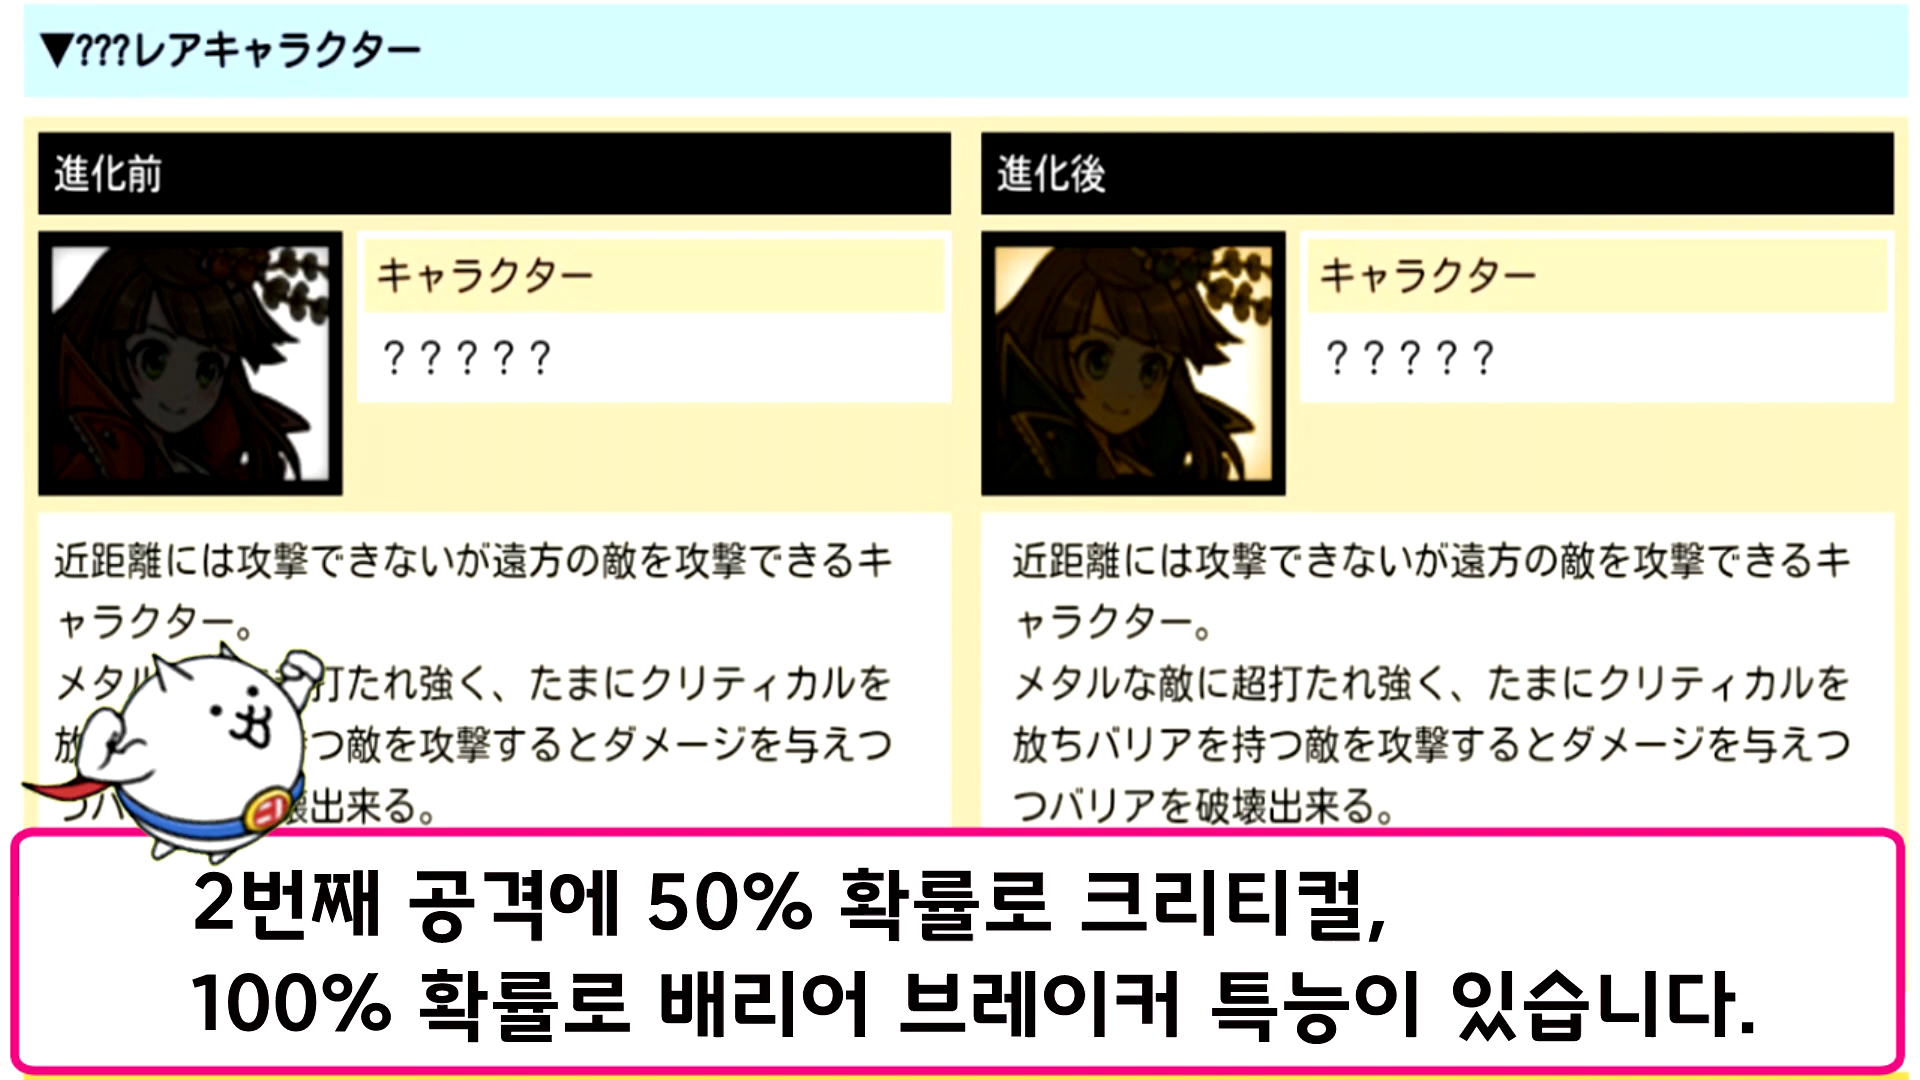 ▼???レアキャラクター
進化前
キャラクター
?????
近距離には攻撃できないが遠方の敵を攻撃できるキ
ャラクター。
メタル 打たれ強く、たまにクリティカルを
放 つ敵を攻撃するとダメージを与えつ
つバ 壊出来る。
進化後
キャラクター
?????
近距離には攻撃できないが遠方の敵を攻撃できるキ
ャラクター。
メタルな敵に超打たれ強く、たまにクリティカルを
放ちバリアを持つ敵を攻撃するとダメージを与えつ
つバリアを破壊出来る。
2번째 공격에 50% 확률로 크리티컬,
100% 확률로 배리어 브레이커 특능이 있습니다.